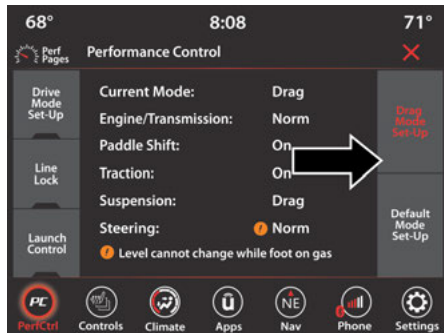 68°
8:08
71°
Perf Pages
Performance Control
Drive Mode Set-Up
Line Lock
Launch Control
Current Mode: Drag
Engine/Transmission: Norm
Paddle Shift: On
Traction: On
Suspension: Drag
Steering: ! Norm
! Level cannot change while foot on gas
Drag Mode Set-Up
Default Mode Set-Up
PC
PerfCtrl
Controls
Climate
ū
Apps
NE
Nav
Phone
Settings